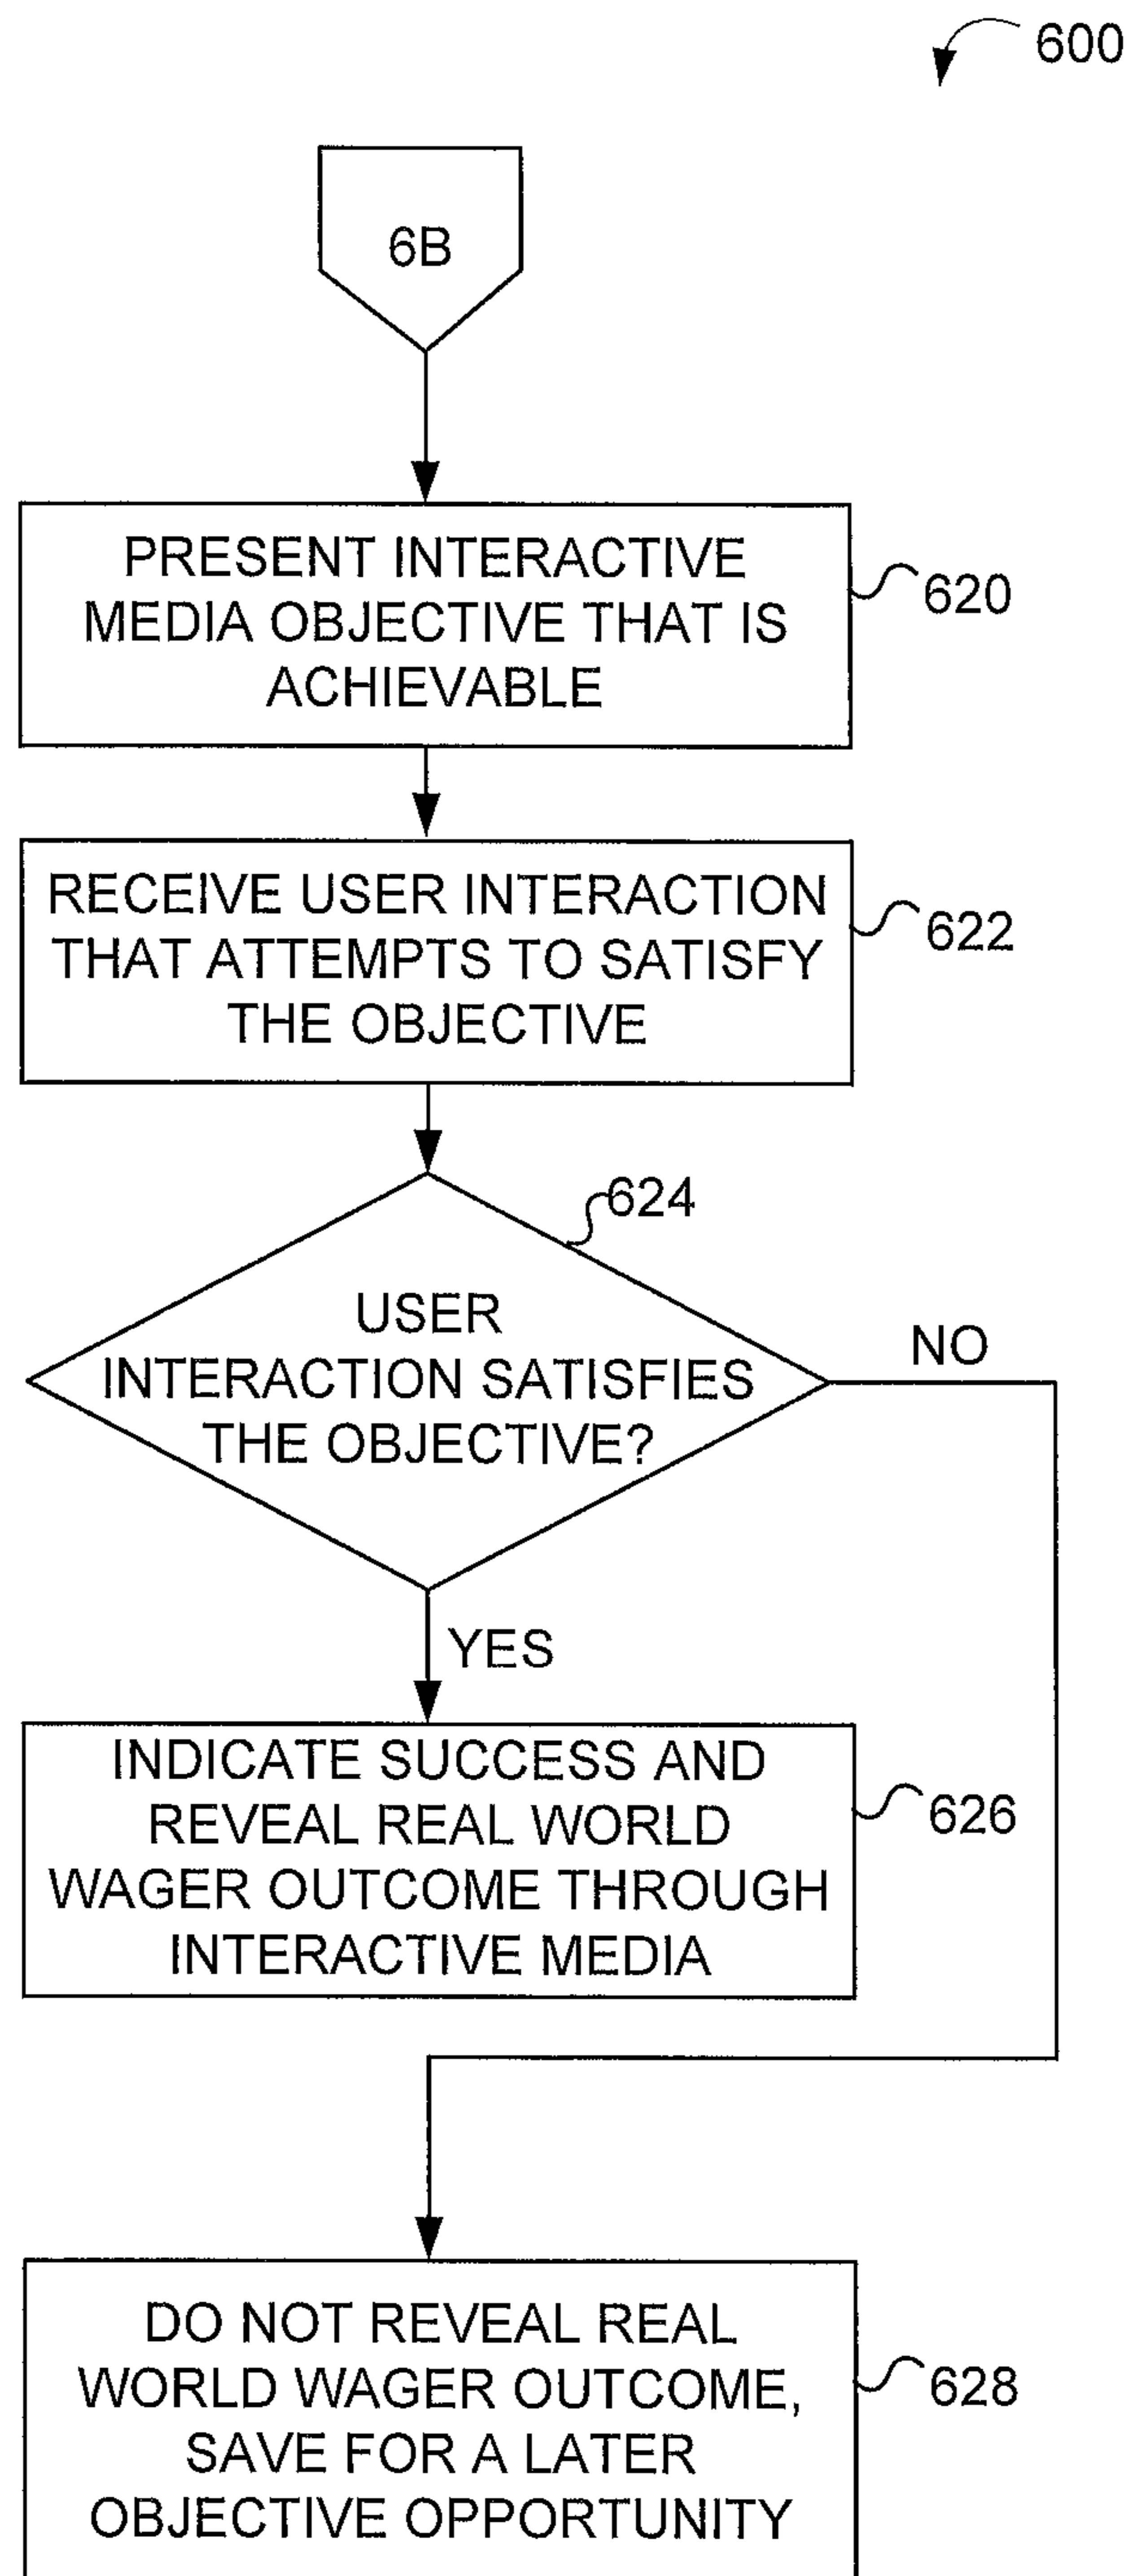 600
6B
PRESENT INTERACTIVE
MEDIA OBJECTIVE THAT IS
ACHIEVABLE
620
RECEIVE USER INTERACTION
THAT ATTEMPTS TO SATISFY
THE OBJECTIVE
622
624
USER
INTERACTION SATISFIES
THE OBJECTIVE?
NO
YES
INDICATE SUCCESS AND
REVEAL REAL WORLD
WAGER OUTCOME THROUGH
INTERACTIVE MEDIA
626
DO NOT REVEAL REAL
WORLD WAGER OUTCOME,
SAVE FOR A LATER
OBJECTIVE OPPORTUNITY
628